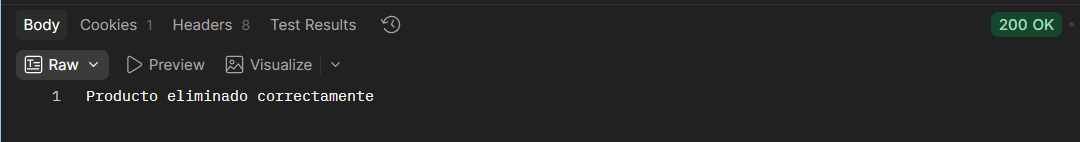 Body Cookies 1 Headers 8 Test Results 200 OK
Raw Preview Visualize
1 Producto eliminado correctamente